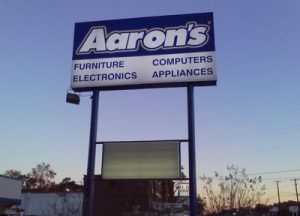 Aaron's
FURNITURE COMPUTERS
ELECTRONICS APPLIANCES